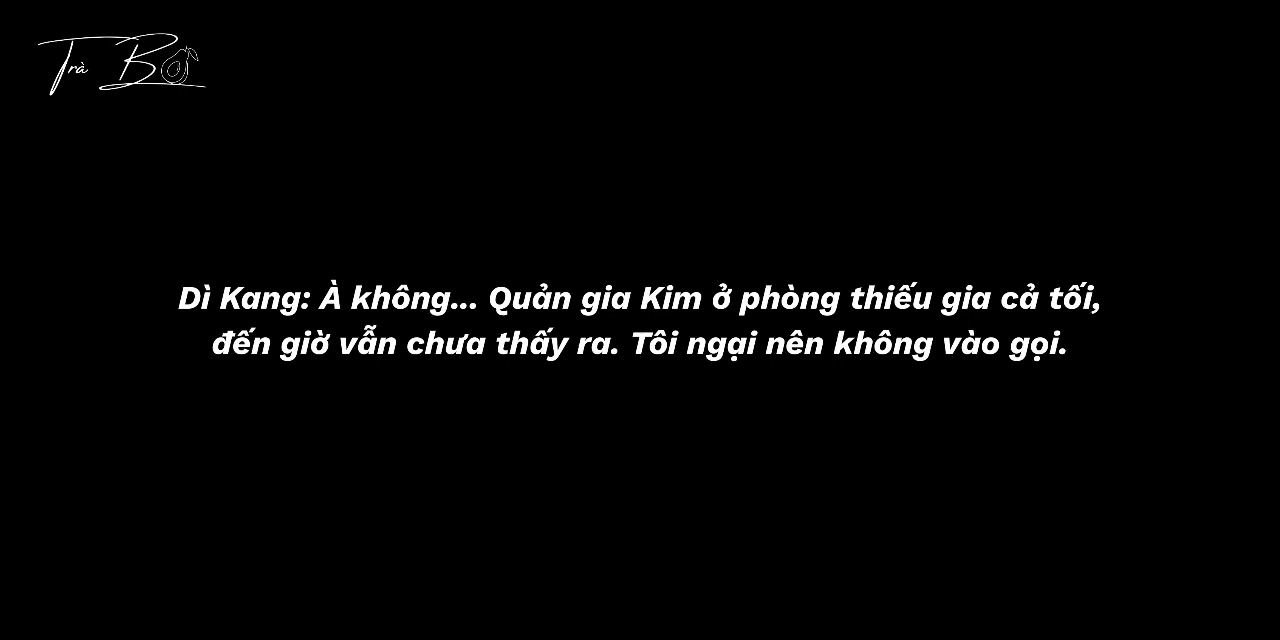 Trà Bơ
Dì Kang: À không... Quản gia Kim ở phòng thiếu gia cả tối,
đến giờ vẫn chưa thấy ra. Tôi ngại nên không vào gọi.